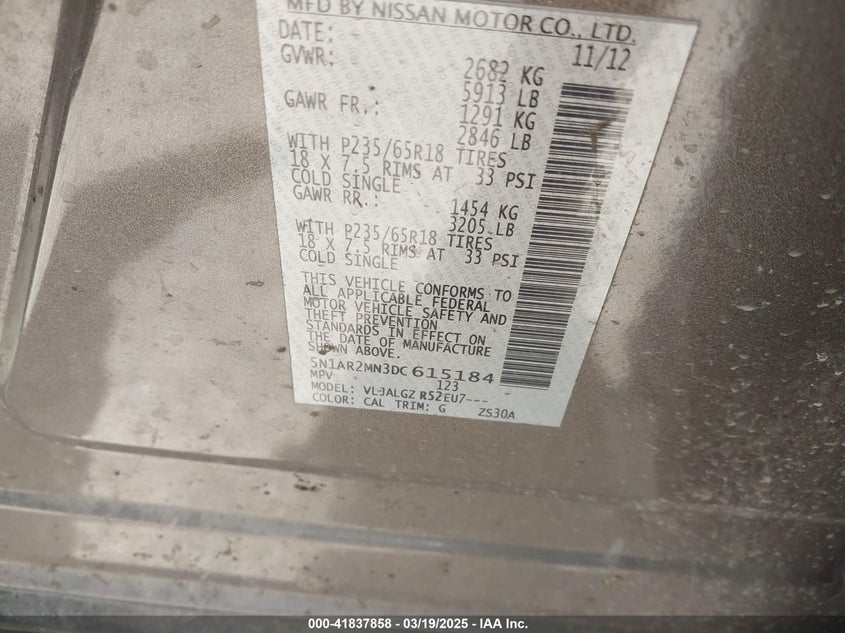 MFD BY NISSAN MOTOR CO., LTD.
DATE: 11/12
GVWR: 2682 KG
5913 LB
GAWR FR.: 1291 KG
2846 LB
WITH P235/65R18 TIRES
18 X 7.5 RIMS AT 33 PSI
COLD SINGLE
GAWR RR.: 1454 KG
3205 LB
WITH P235/65R18 TIRES
18 X 7.5 RIMS AT 33 PSI
COLD SINGLE
THIS VEHICLE CONFORMS TO
ALL APPLICABLE FEDERAL
MOTOR VEHICLE SAFETY AND
THEFT PREVENTION
STANDARDS IN EFFECT ON
THE DATE OF MANUFACTURE
SHOWN ABOVE.
5N1AR2MN3DC615184
MPV 123
MODEL: VLJALGZ R52EU7---
COLOR: CAL TRIM: G ZS30A
000-41837858 - 03/19/2025 - IAA Inc.